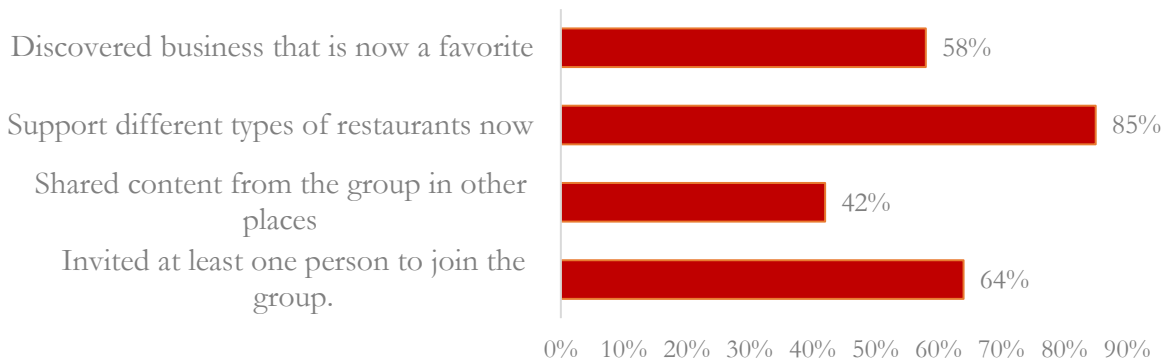 Discovered business that is now a favorite
58%
Support different types of restaurants now
85%
Shared content from the group in other
places
42%
Invited at least one person to join the
group.
64%
0% 10% 20% 30% 40% 50% 60% 70% 80% 90%